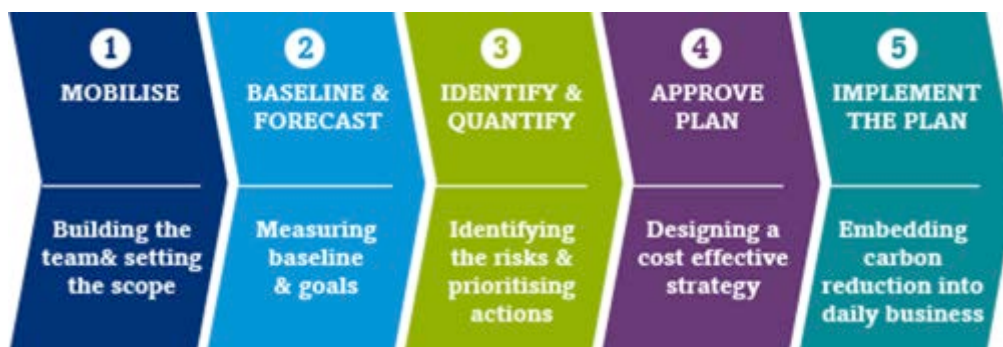 1
MOBILISE
Building the
team& setting
the scope
2
BASELINE &
FORECAST
Measuring
baseline
& goals
3
IDENTIFY &
QUANTIFY
Identifying
the risks &
prioritising
actions
4
APPROVE
PLAN
Designing a
cost effective
strategy
5
IMPLEMENT
THE PLAN
Embedding
carbon
reduction into
daily business